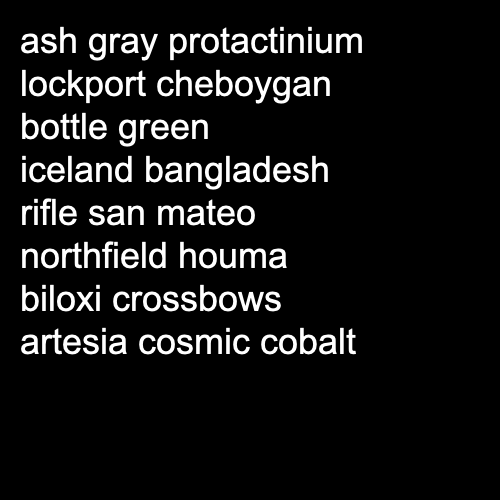 ash gray protactinium
lockport cheboygan
bottle green
iceland bangladesh
rifle san mateo
northfield houma
biloxi crossbows
artesia cosmic cobalt